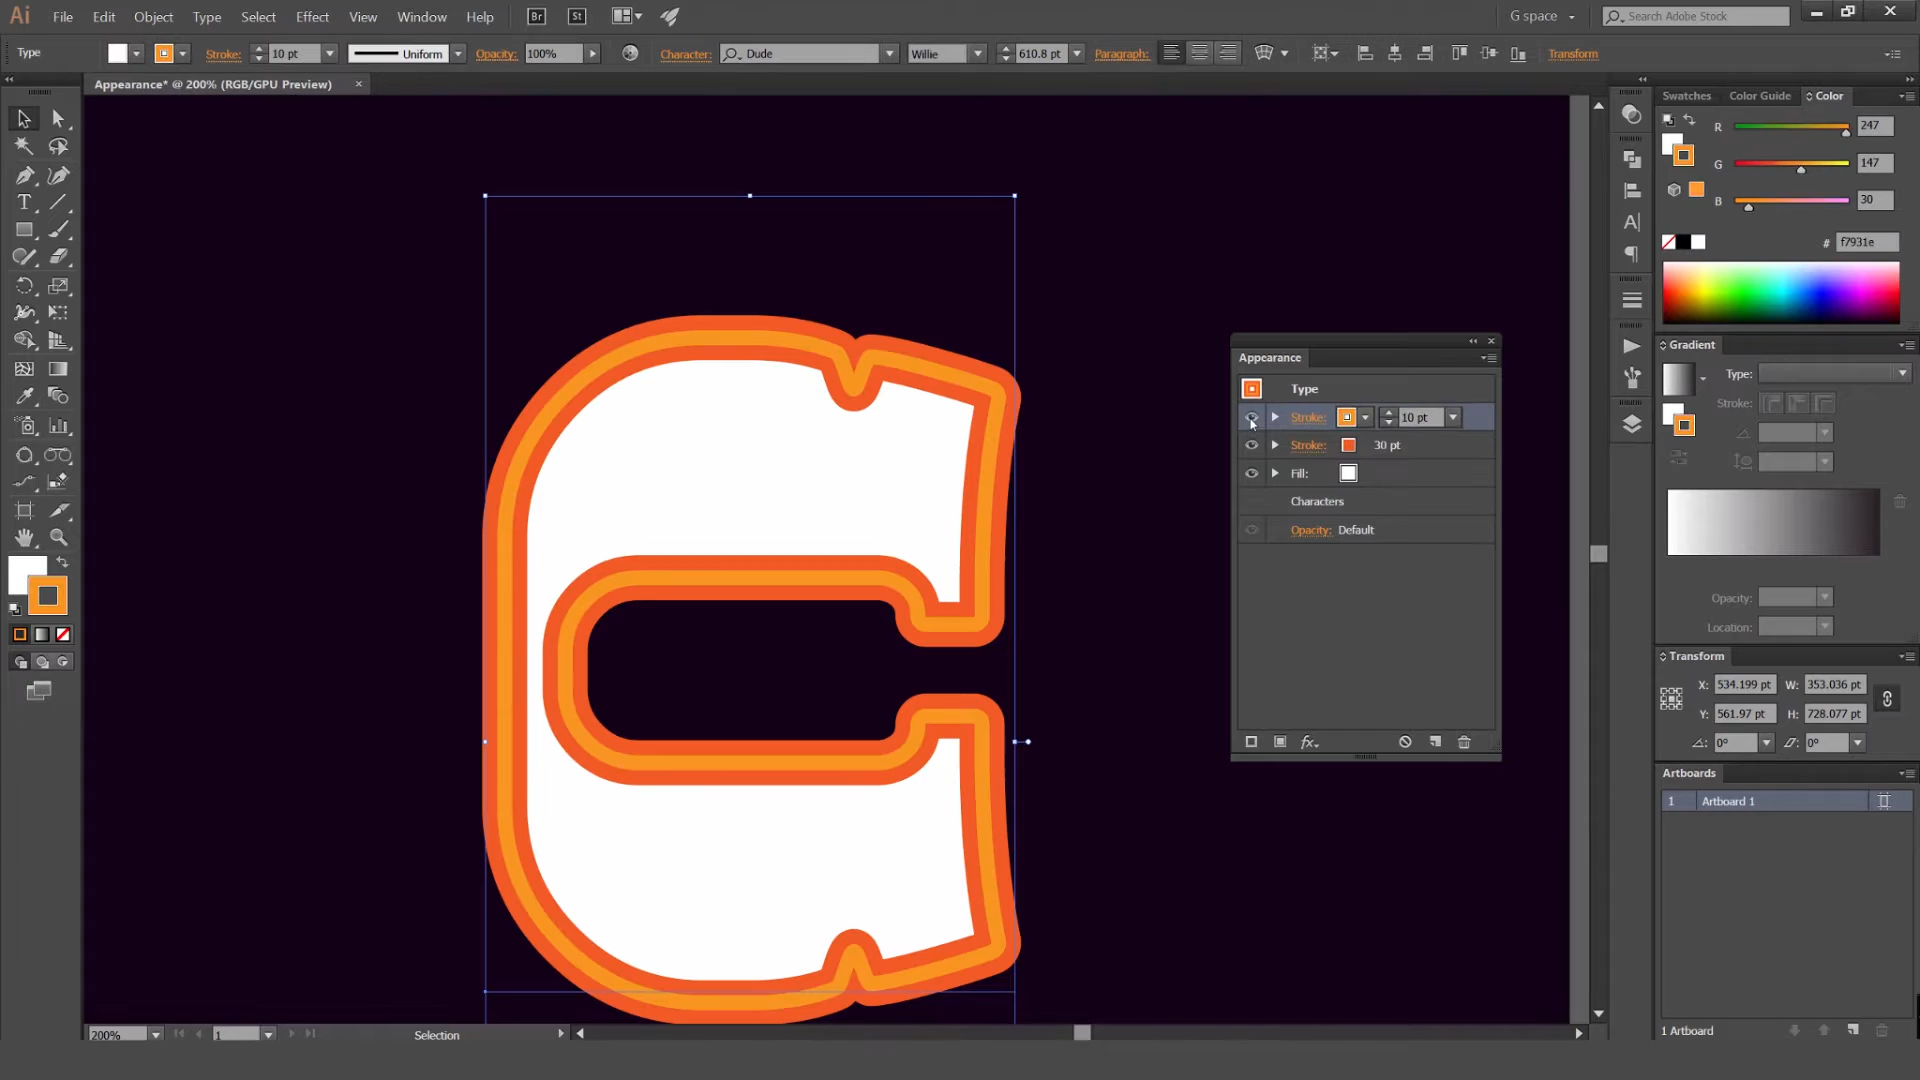 Ai File Edit Object Type Select Effect View Window Help Br St G space Search Adobe Stock
Type Stroke: 10 pt Uniform Opacity: 100% Character: Dude Willie 610.8 pt Paragraph: Transform
Appearance* @ 200% (RGB/GPU Preview)
Swatches Color Guide Color
R 247
G 147
B 30
# f7931e
Gradient
Type:
Stroke:
Opacity:
Location:
Appearance
Type
Stroke: 10 pt
Stroke: 30 pt
Fill:
Characters
Opacity: Default
fx
Transform
X: 534.199 pt W: 353.036 pt
Y: 561.97 pt H: 728.077 pt
0° 0°
Artboards
1 Artboard 1
1 Artboard
C
200% 1 Selection